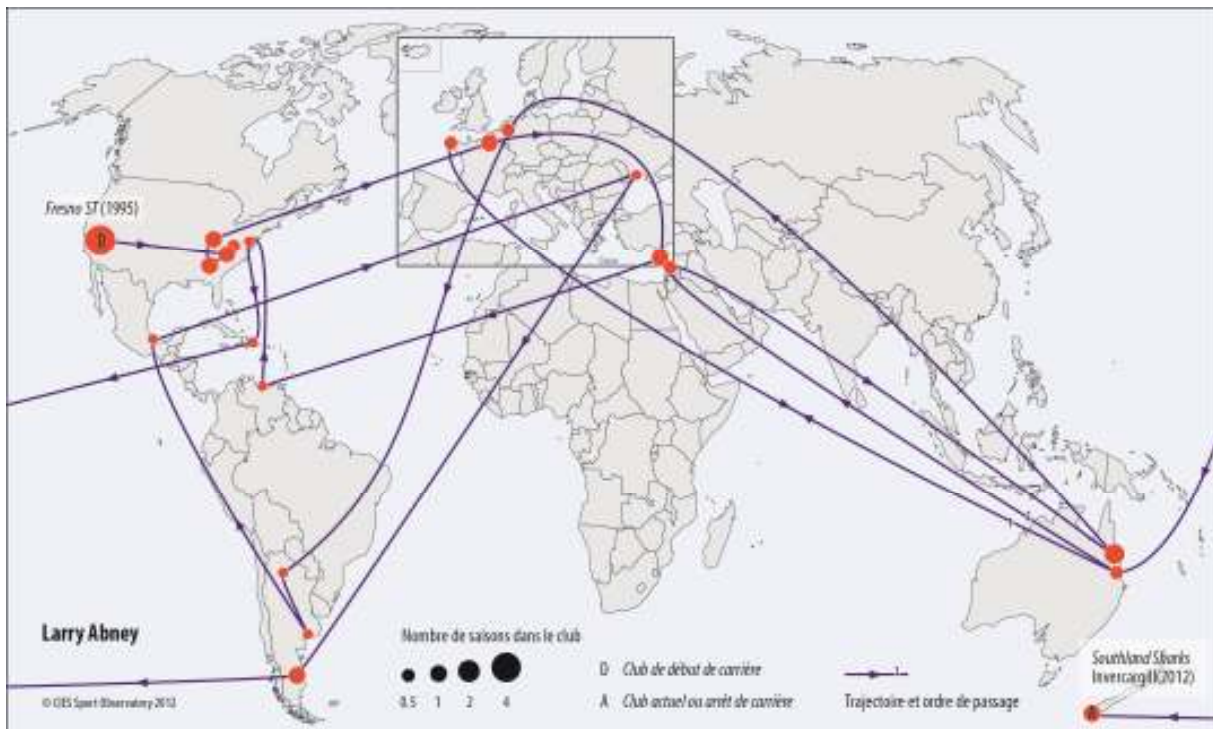 Fresno ST (1995)
D
Larry Abney
© CIES Sport Observatory 2012
Nombre de saisons dans le club
0.5 1 2 4
D Club de début de carrière
A Club actuel ou arrêt de carrière
Trajectoire et ordre de passage
Southland Sharks
Invercargill(2012)
A